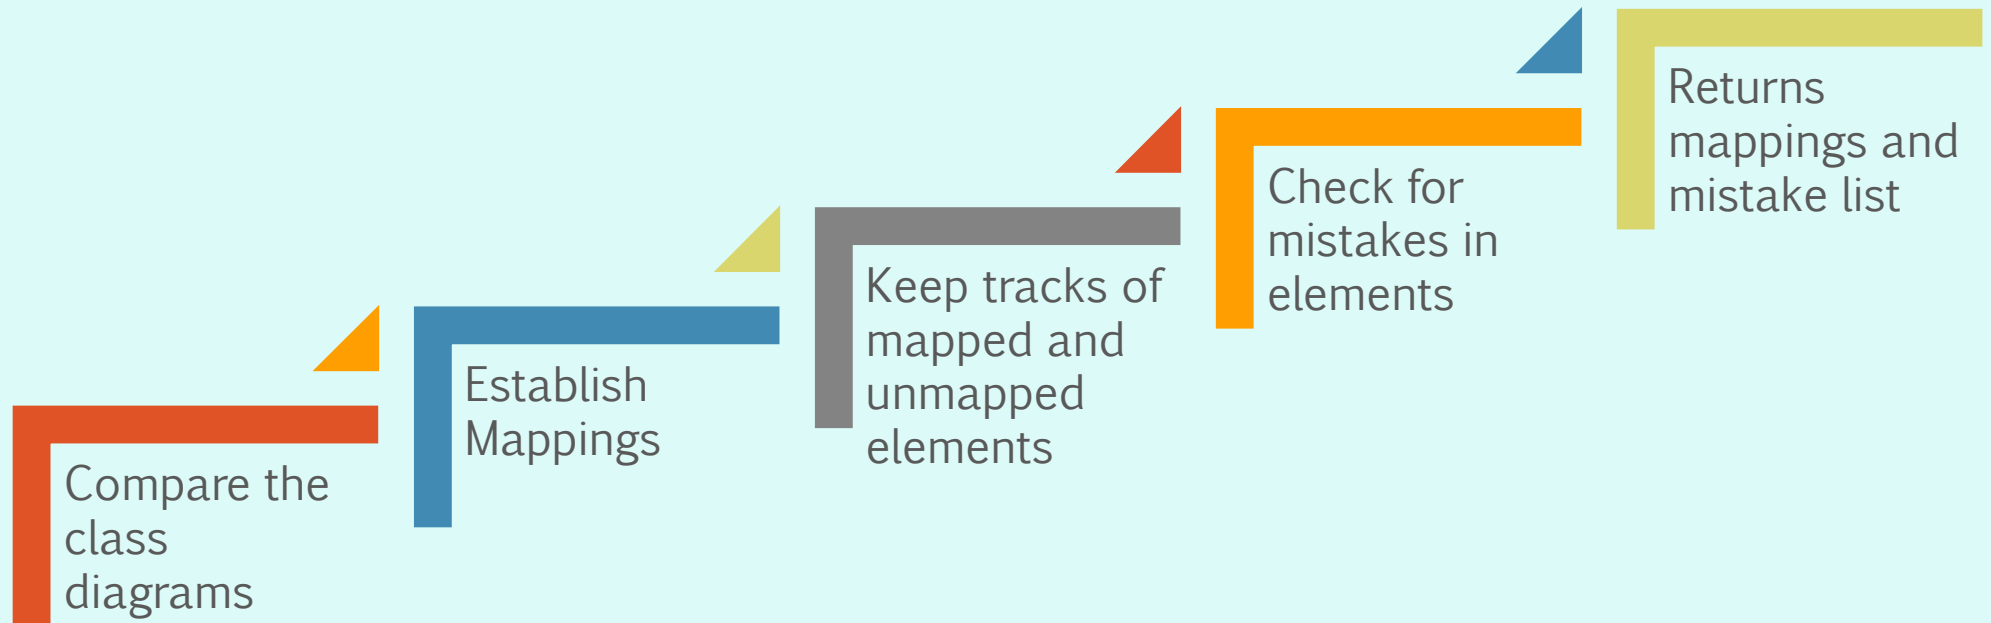 Compare the
class
diagrams
Establish
Mappings
Keep tracks of
mapped and
unmapped
elements
Check for
mistakes in
elements
Returns
mappings and
mistake list